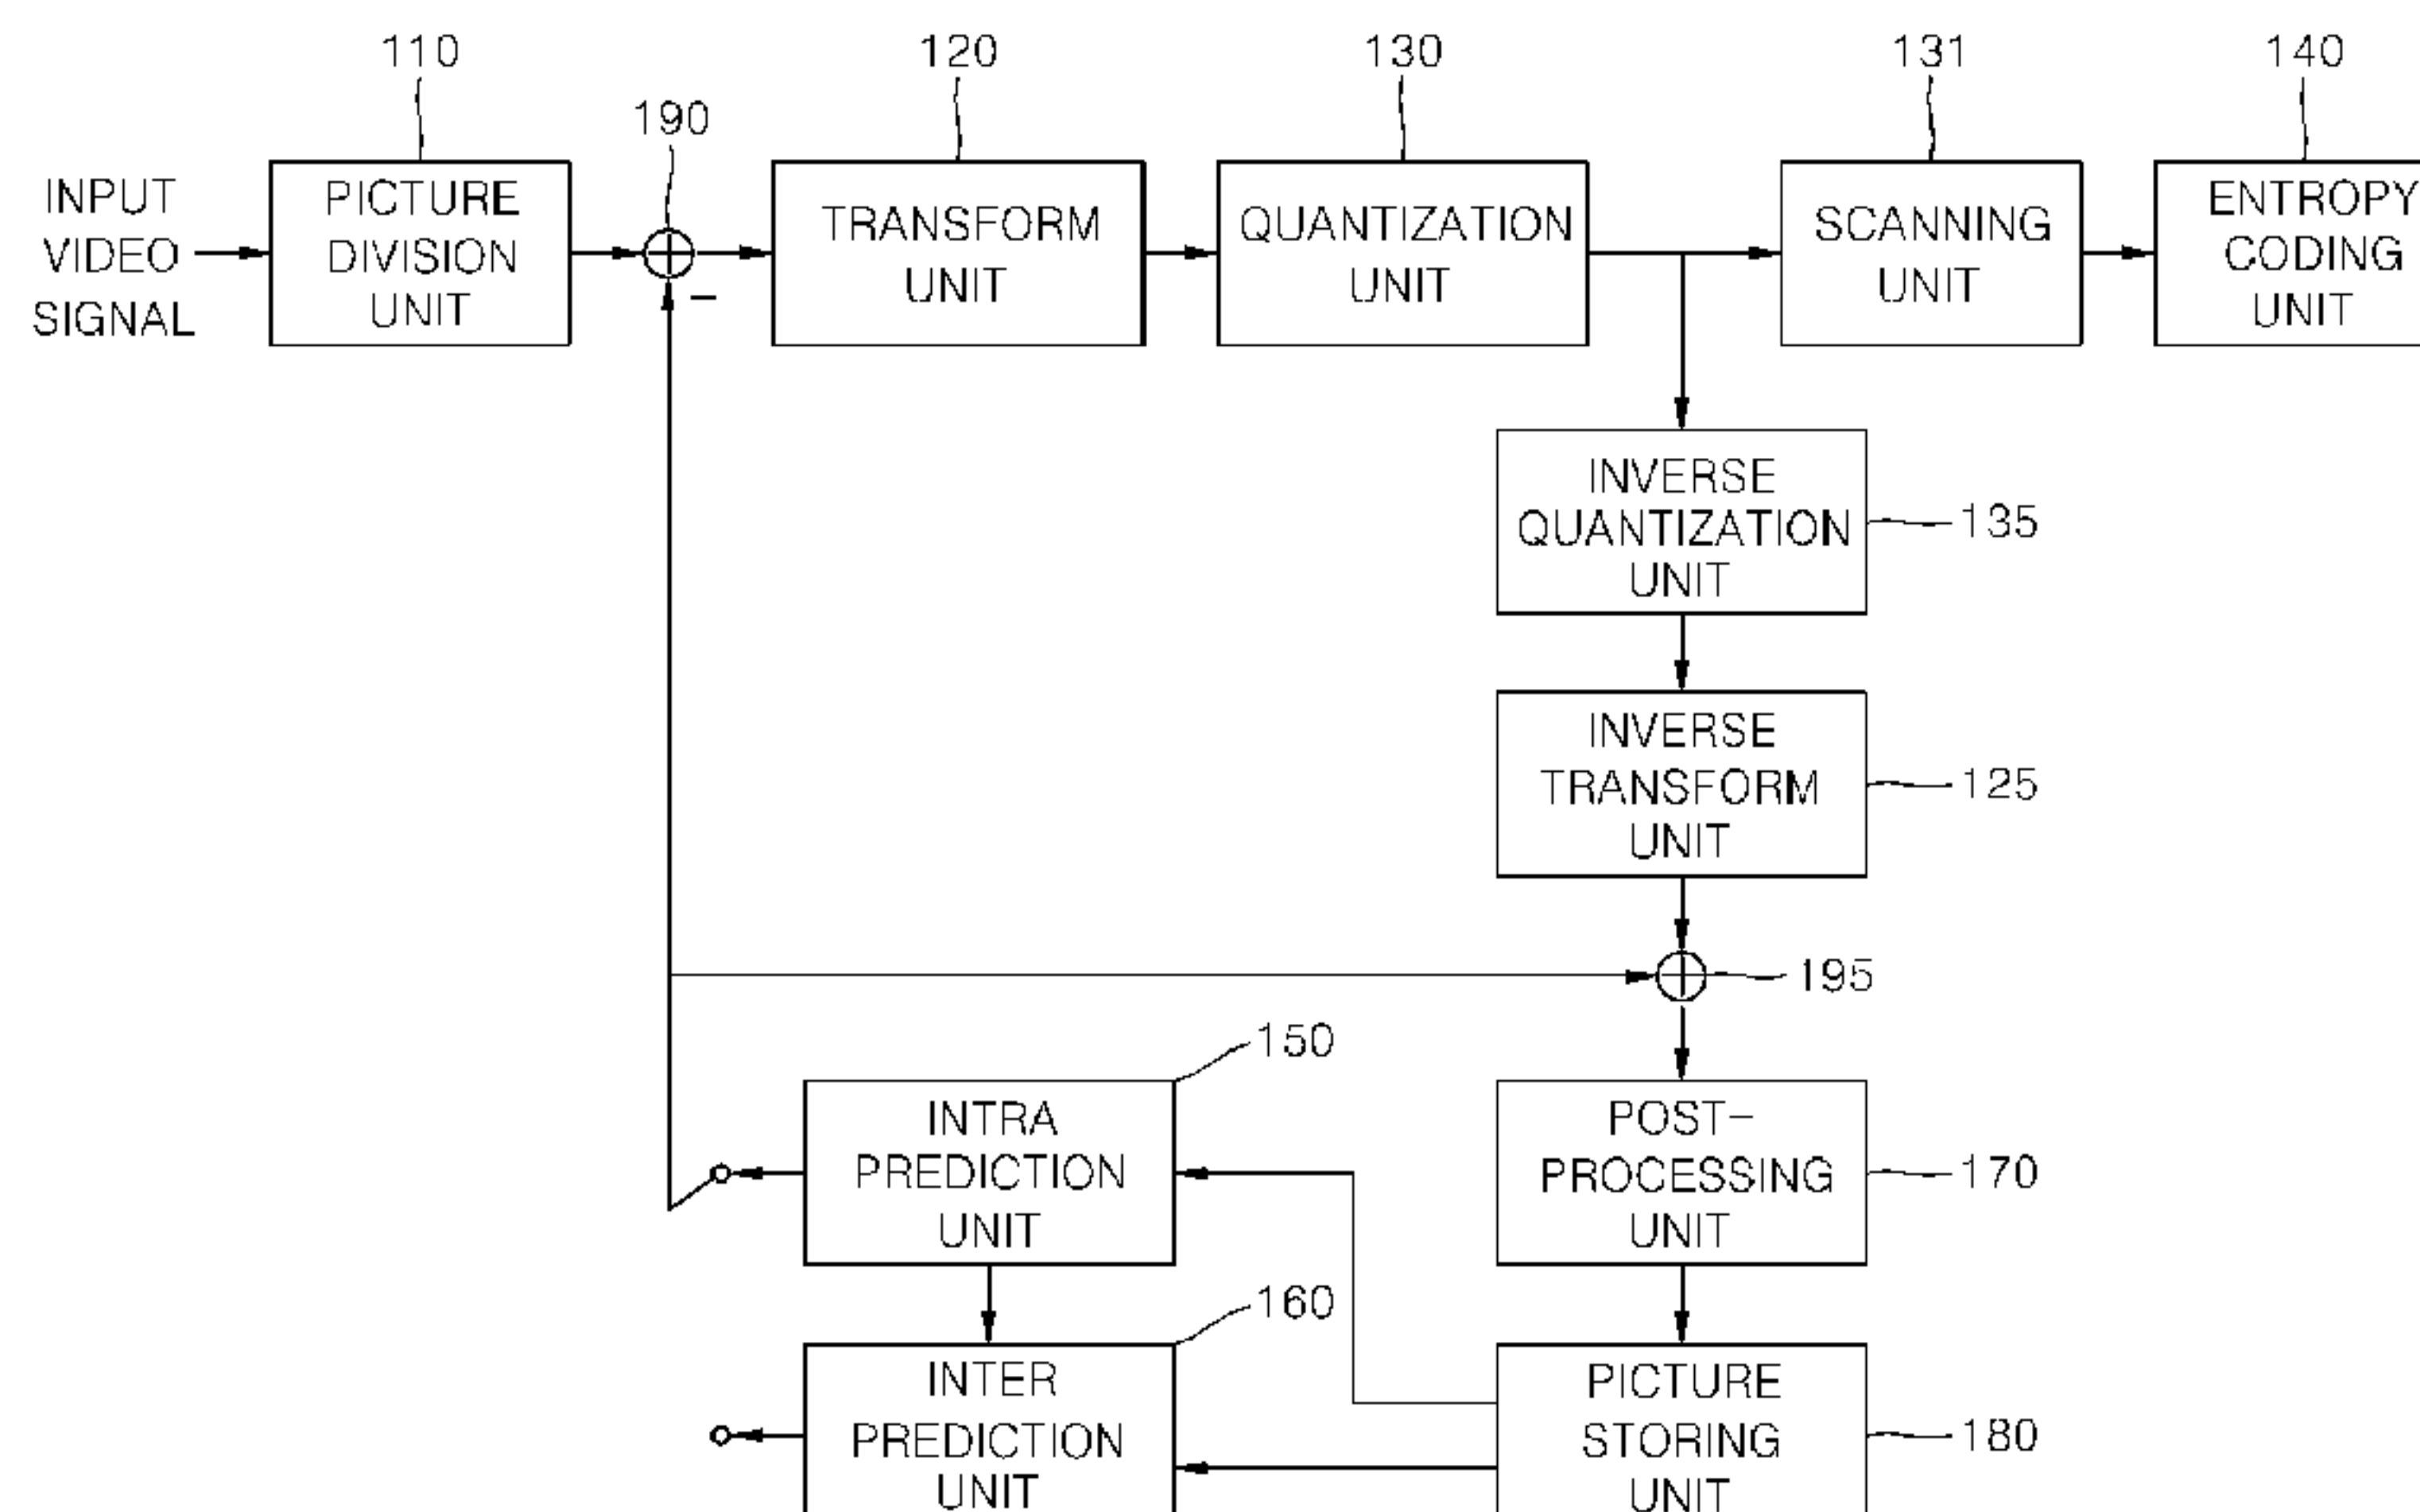 110
120
130
131
140
190
INPUT
VIDEO
SIGNAL
PICTURE
DIVISION
UNIT
TRANSFORM
UNIT
QUANTIZATION
UNIT
SCANNING
UNIT
ENTROPY
CODING
UNIT
–
INVERSE
QUANTIZATION
UNIT
135
INVERSE
TRANSFORM
UNIT
125
195
150
INTRA
PREDICTION
UNIT
POST–
PROCESSING
UNIT
170
160
INTER
PREDICTION
UNIT
PICTURE
STORING
UNIT
180